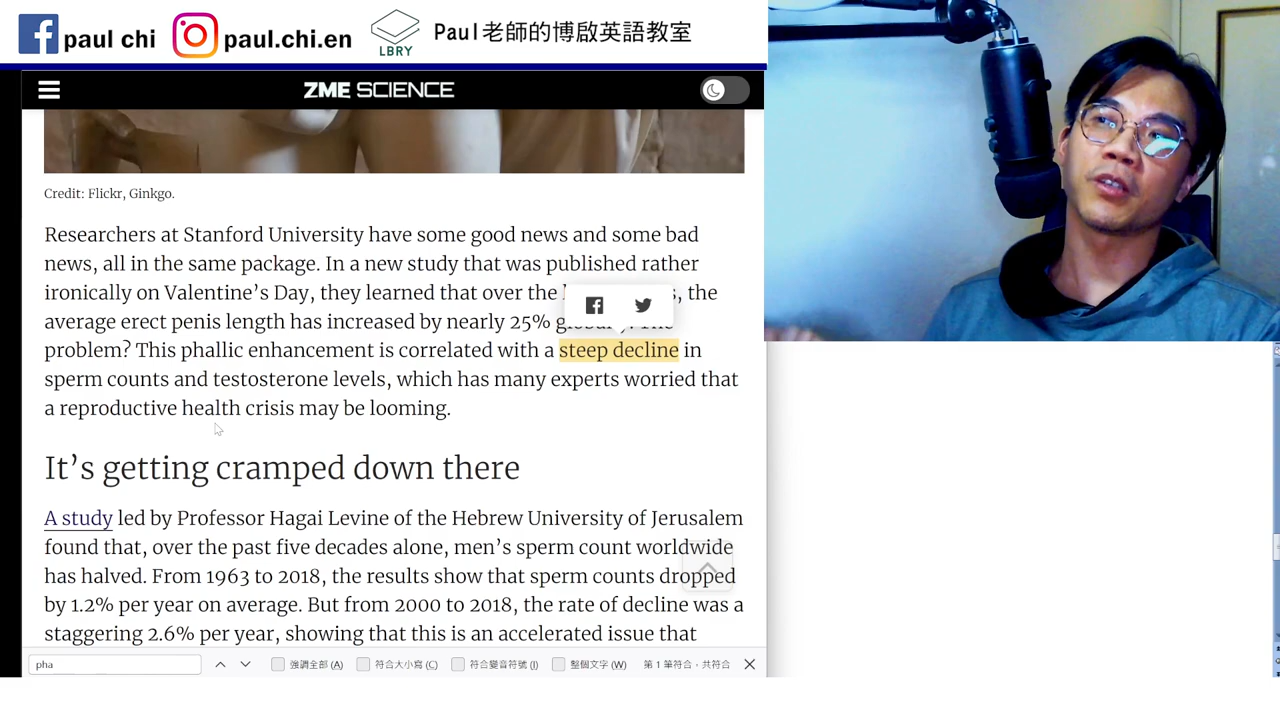 paul chi
paul.chi.en
LBRY
Paul老師的博啟英語教室
ZME SCIENCE
Credit: Flickr, Ginkgo.
Researchers at Stanford University have some good news and some bad
news, all in the same package. In a new study that was published rather
ironically on Valentine's Day, they learned that over the the
average erect penis length has increased by nearly 25%
problem? This phallic enhancement is correlated with a steep decline in
sperm counts and testosterone levels, which has many experts worried that
a reproductive health crisis may be looming.
It's getting cramped down there
A study led by Professor Hagai Levine of the Hebrew University of Jerusalem
found that, over the past five decades alone, men's sperm count worldwide
has halved. From 1963 to 2018, the results show that sperm counts dropped
by 1.2% per year on average. But from 2000 to 2018, the rate of decline was a
staggering 2.6% per year, showing that this is an accelerated issue that
pha
強調全部 (A)
符合大小寫 (C)
符合變音符號 (I)
整個文字 (W)
第 1 筆符合，共符合